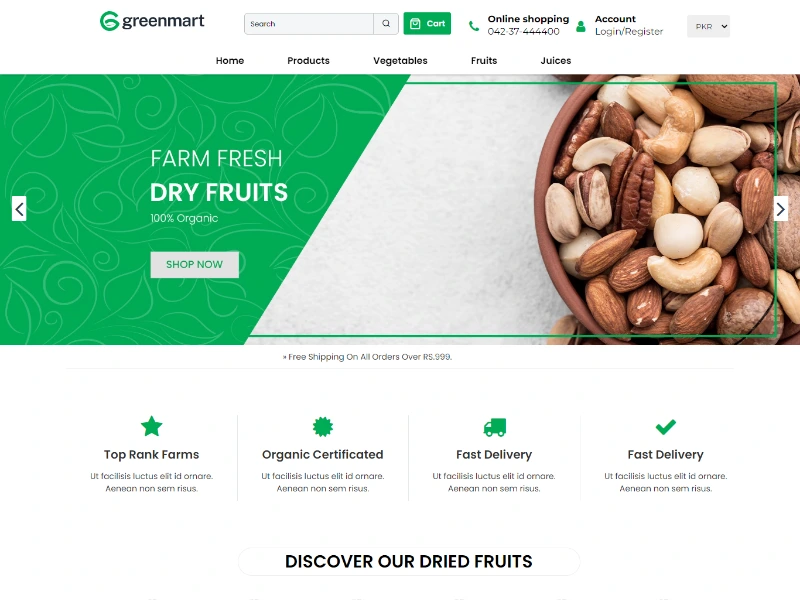 greenmart
Search
Cart
Online shopping
042-37-444400
Account
Login/Register
PKR
Home
Products
Vegetables
Fruits
Juices
FARM FRESH
DRY FRUITS
100% Organic
SHOP NOW
» Free Shipping On All Orders Over RS.999.
Top Rank Farms
Ut facilisis luctus elit id ornare.
Aenean non sem risus.
Organic Certificated
Ut facilisis luctus elit id ornare.
Aenean non sem risus.
Fast Delivery
Ut facilisis luctus elit id ornare.
Aenean non sem risus.
Fast Delivery
Ut facilisis luctus elit id ornare.
Aenean non sem risus.
DISCOVER OUR DRIED FRUITS